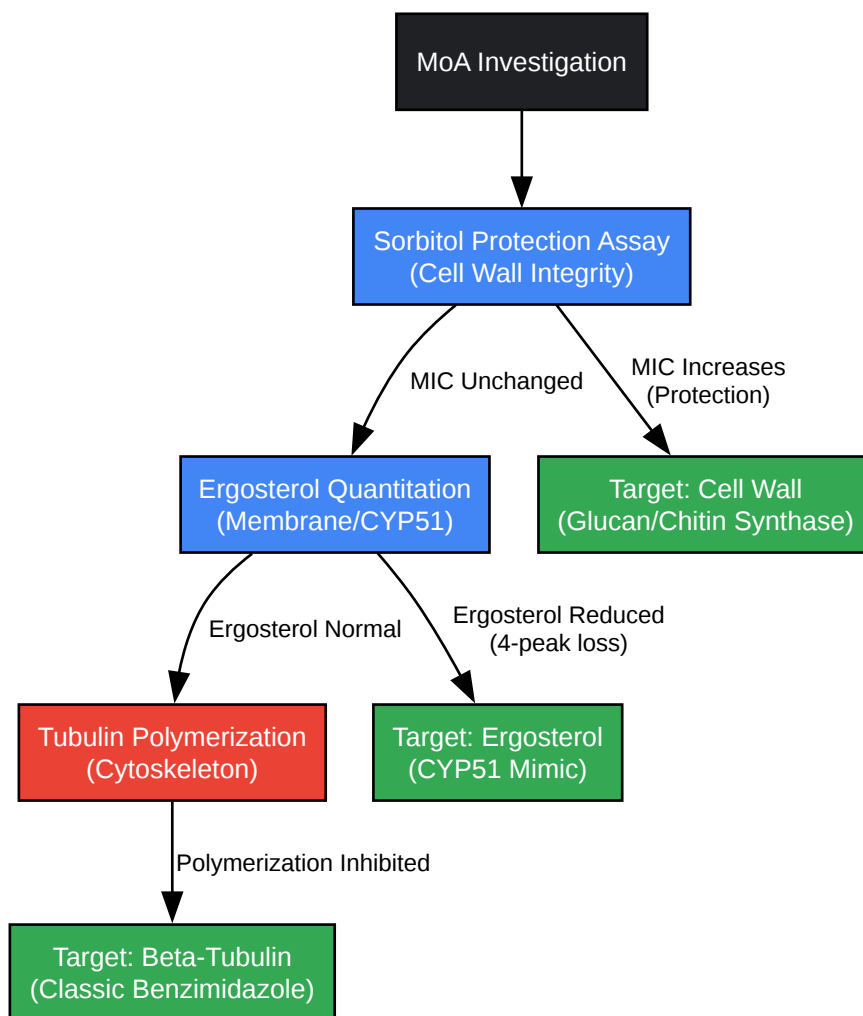 MoA Investigation
Sorbitol Protection Assay
(Cell Wall Integrity)
MIC Unchanged
MIC Increases
(Protection)
Ergosterol Quantitation
(Membrane/CYP51)
Target: Cell Wall
(Glucan/Chitin Synthase)
Ergosterol Normal
Ergosterol Reduced
(4-peak loss)
Tubulin Polymerization
(Cytoskeleton)
Target: Ergosterol
(CYP51 Mimic)
Polymerization Inhibited
Target: Beta-Tubulin
(Classic Benzimidazole)